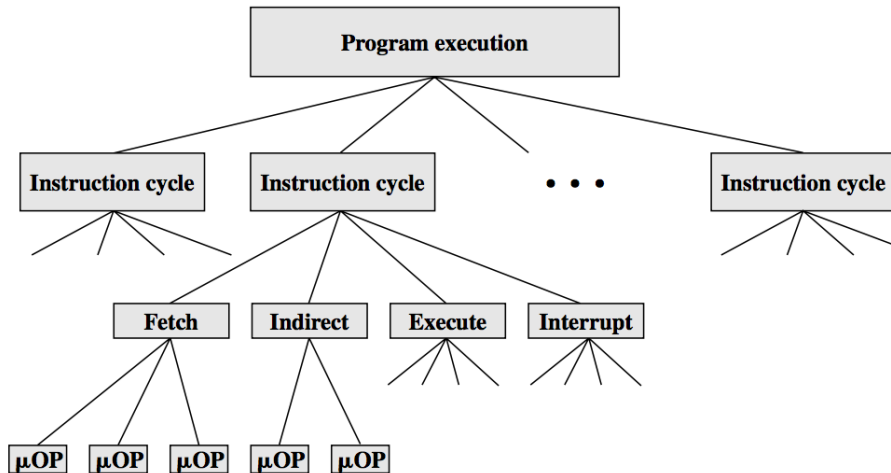 Program execution
Instruction cycle
Instruction cycle
• • •
Instruction cycle
Fetch
Indirect
Execute
Interrupt
μOP
μOP
μOP
μOP
μOP